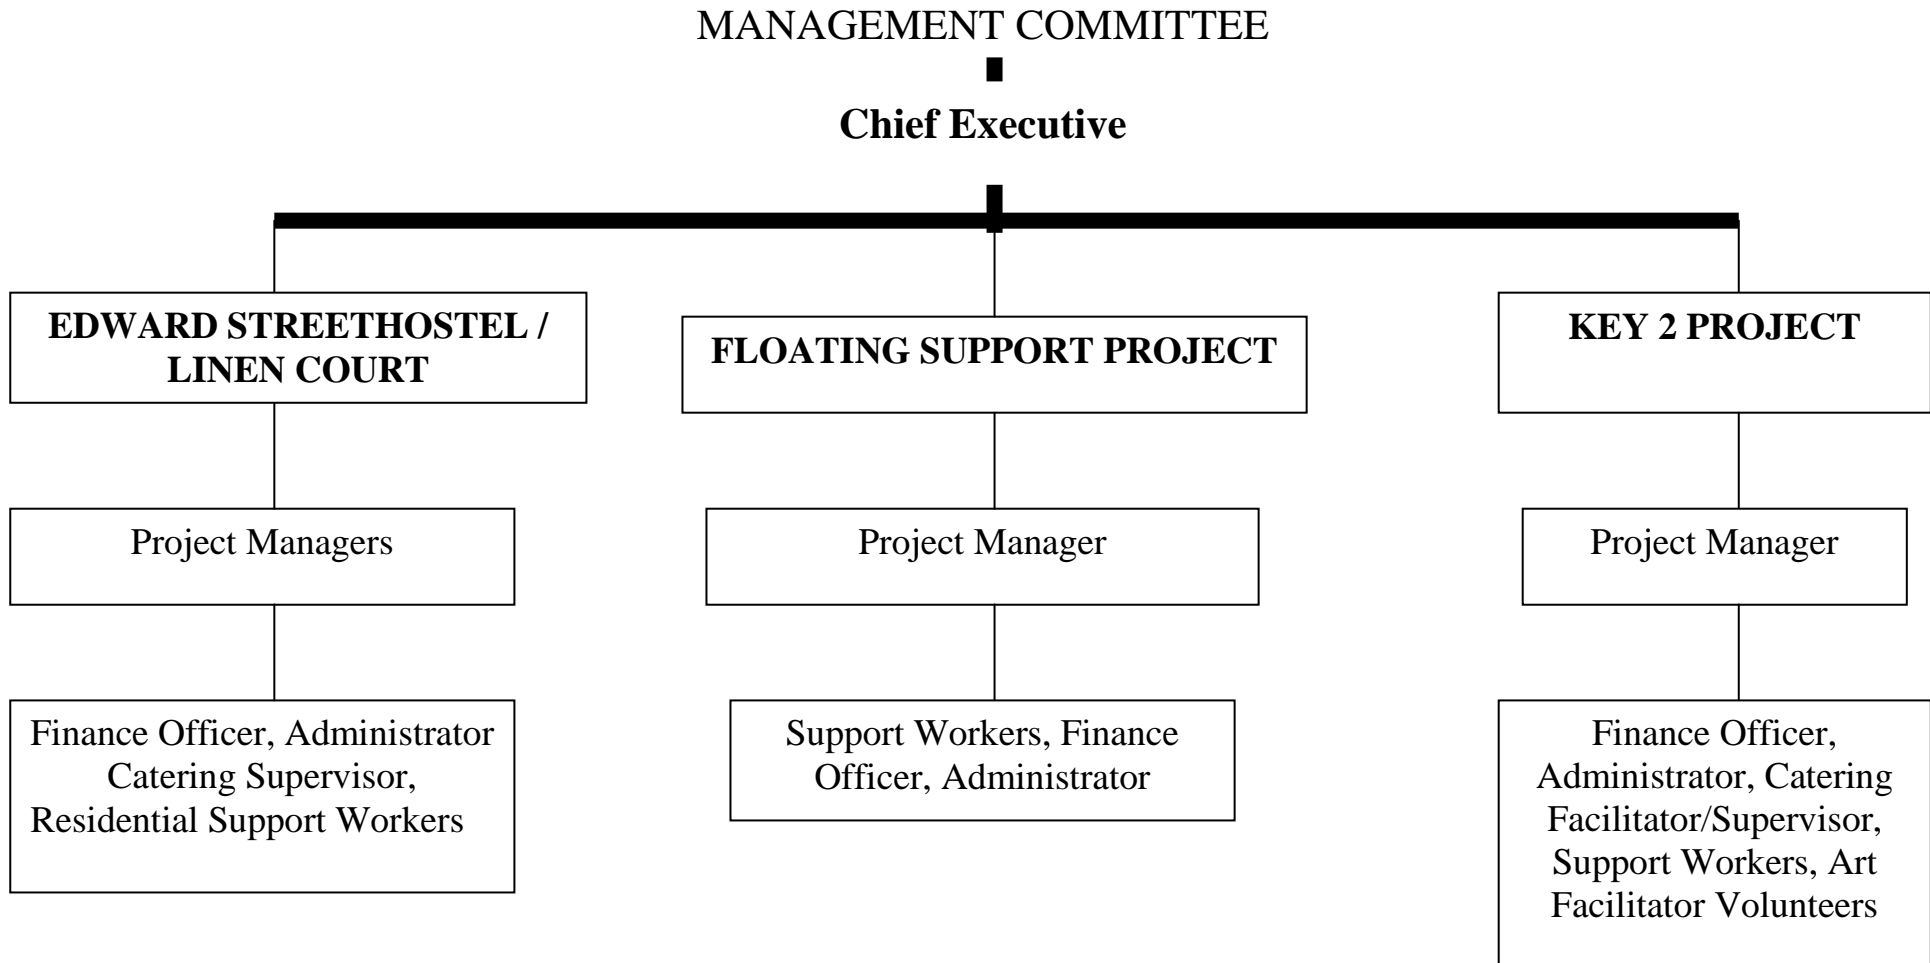 MANAGEMENT COMMITTEE
Chief Executive
EDWARD STREETHOSTEL /
LINEN COURT
FLOATING SUPPORT PROJECT
KEY 2 PROJECT
Project Managers
Project Manager
Project Manager
Finance Officer, Administrator
Catering Supervisor,
Residential Support Workers
Support Workers, Finance
Officer, Administrator
Finance Officer,
Administrator, Catering
Facilitator/Supervisor,
Support Workers, Art
Facilitator Volunteers